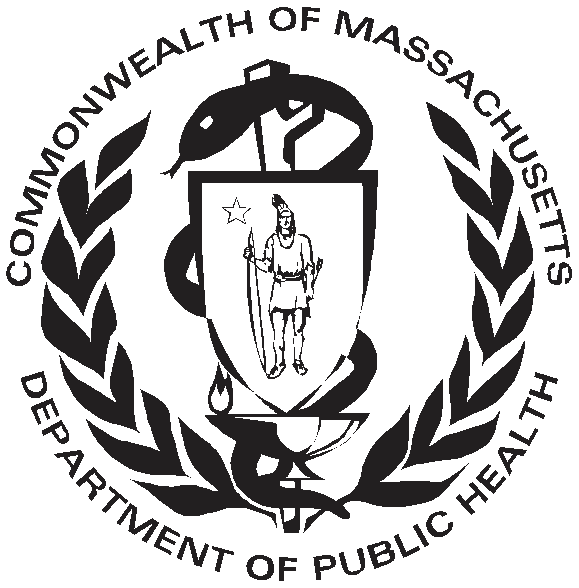 COMMONWEALTH OF MASSACHUSETTS
DEPARTMENT OF PUBLIC HEALTH